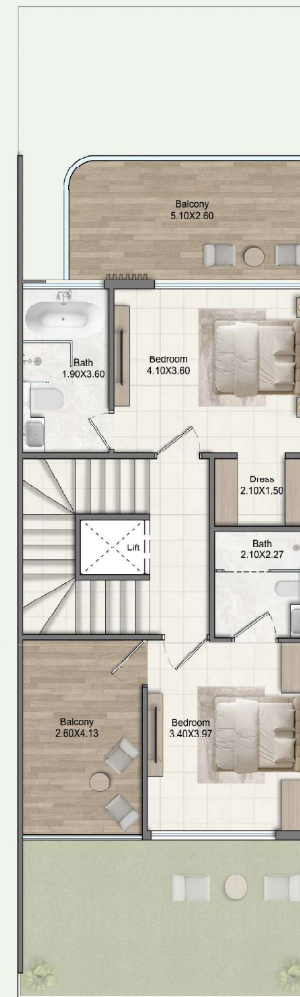 Balcony
5.10X2.60
Bath
1.90X3.60
Bedroom
4.10X3.60
Dress
2.10X1.50
Lift
Bath
2.10X2.27
Balcony
2.60X4.13
Bedroom
3.40X3.97